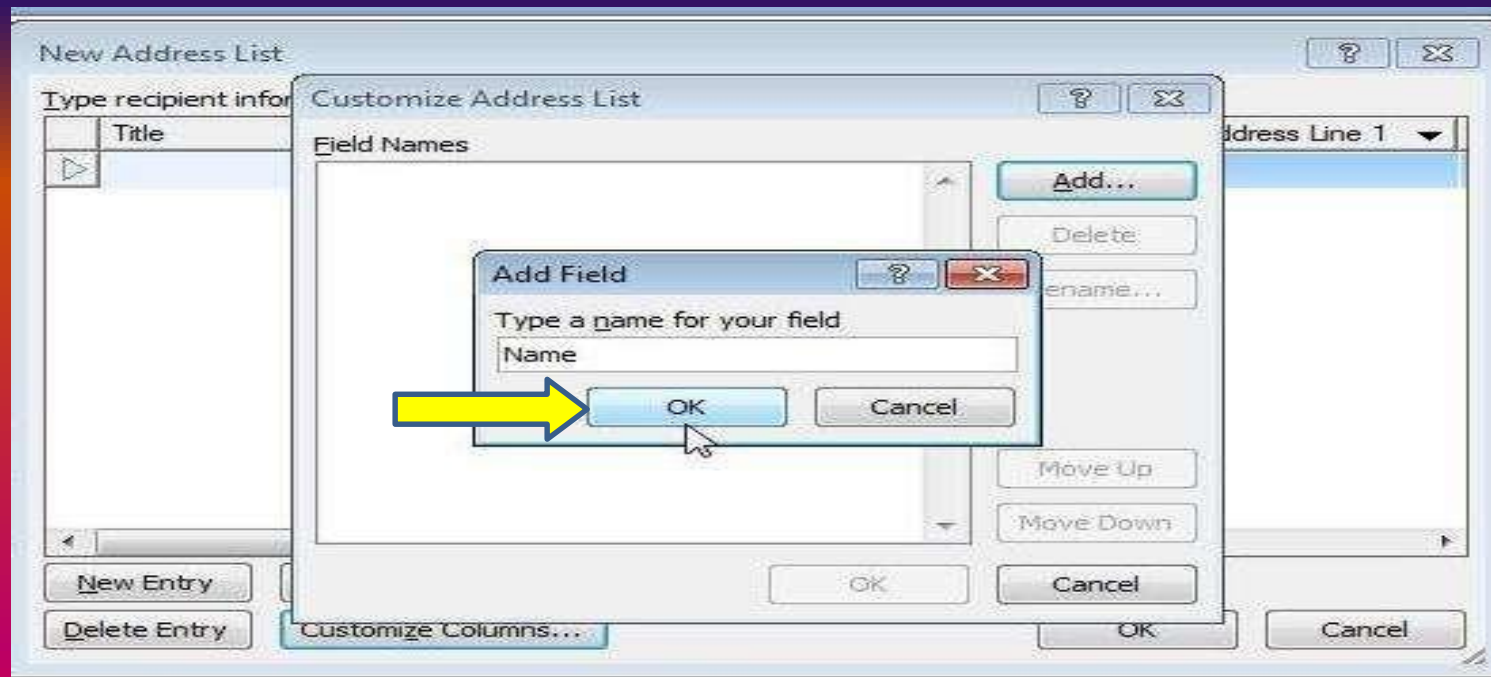 New Address List
Type recipient infor
Title
ddress Line 1
Customize Address List
Field Names
Add...
Delete
ename...
Add Field
Type a name for your field
Name
OK
Cancel
Move Up
Move Down
OK
Cancel
New Entry
Delete Entry
Customize Columns...
OK
Cancel